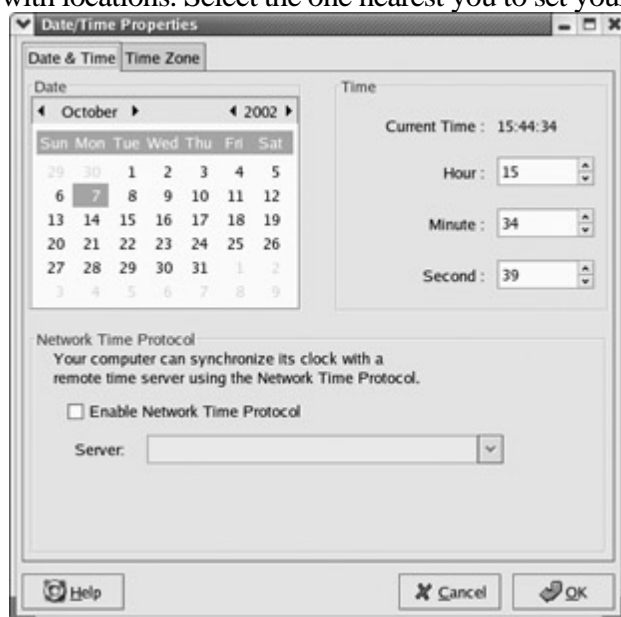 with locations. Select the one nearest you to set your
Date/Time Properties
Date & Time Time Zone
Date
October 2002
Sun Mon Tue Wed Thu Fri Sat
29 30 1 2 3 4 5
6 7 8 9 10 11 12
13 14 15 16 17 18 19
20 21 22 23 24 25 26
27 28 29 30 31 1 2
3 4 5 6 7 8 9
Time
Current Time : 15:44:34
Hour : 15
Minute : 34
Second : 39
Network Time Protocol
Your computer can synchronize its clock with a
remote time server using the Network Time Protocol.
Enable Network Time Protocol
Server:
Help Cancel OK